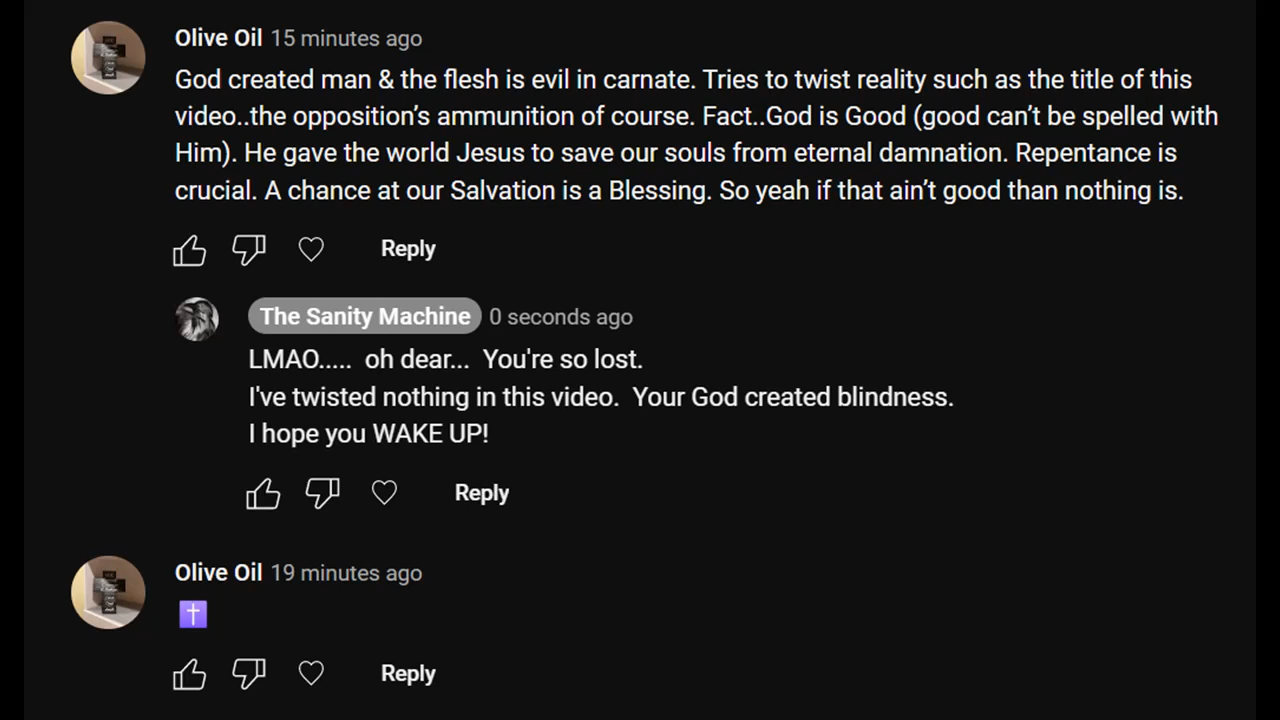 Olive Oil 15 minutes ago
God created man & the flesh is evil in carnate. Tries to twist reality such as the title of this
video..the opposition’s ammunition of course. Fact..God is Good (good can’t be spelled with
Him). He gave the world Jesus to save our souls from eternal damnation. Repentance is
crucial. A chance at our Salvation is a Blessing. So yeah if that ain’t good than nothing is.
Reply
The Sanity Machine 0 seconds ago
LMAO..... oh dear... You're so lost.
I've twisted nothing in this video. Your God created blindness.
I hope you WAKE UP!
Reply
Olive Oil 19 minutes ago
✝️
Reply